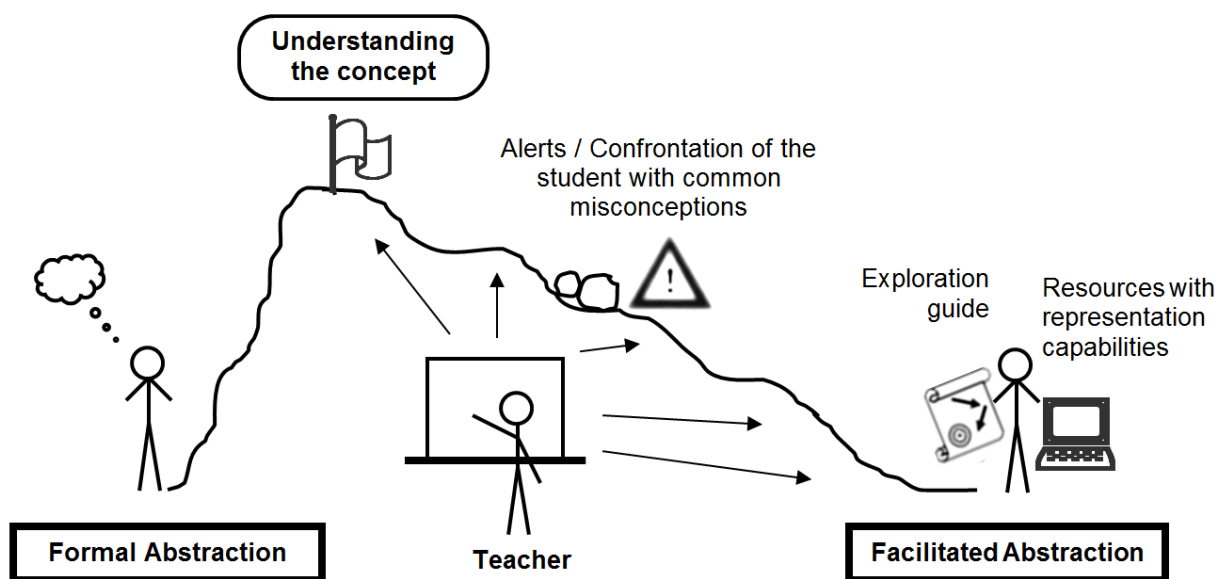 Understanding
the concept
Alerts / Confrontation of the
student with common
misconceptions
!
Exploration
guide
Resources with
representation
capabilities
Formal Abstraction
Teacher
Facilitated Abstraction